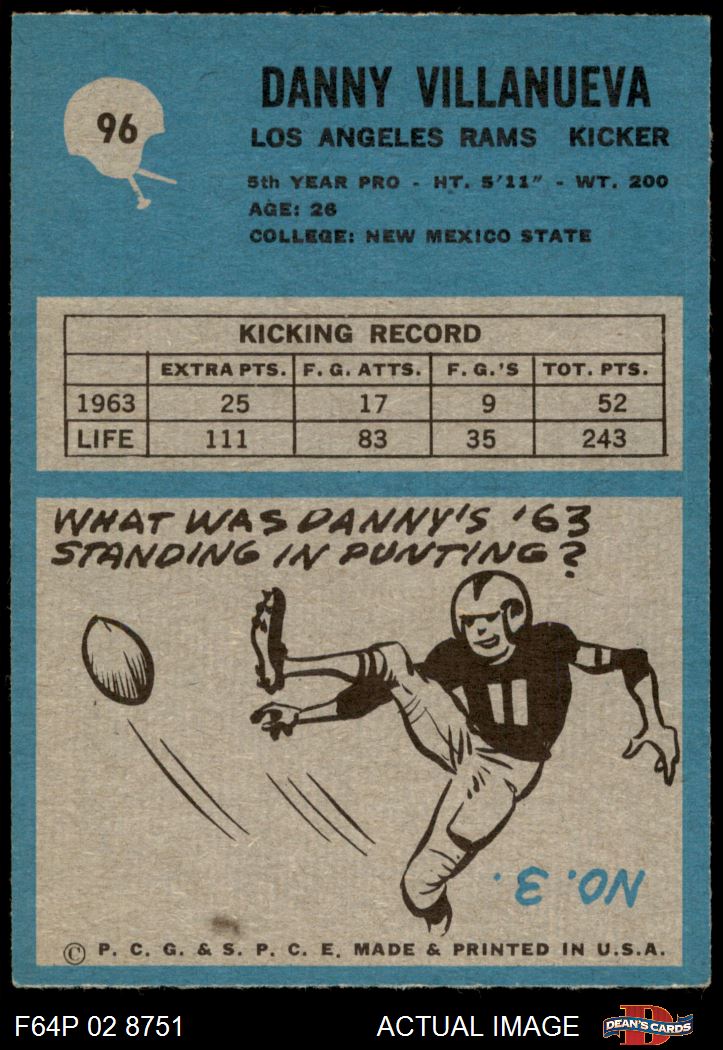 96
DANNY VILLANUEVA
LOS ANGELES RAMS KICKER
5th YEAR PRO - HT. 5'11" - WT. 200
AGE: 26
COLLEGE: NEW MEXICO STATE
KICKING RECORD
EXTRA PTS. F. G. ATTS. F. G.'S TOT. PTS.
1963 25 17 9 52
LIFE 111 83 35 243
WHAT WAS DANNY'S '63
STANDING IN PUNTING?
11
NO. 3.
© P. C. G. & S. P. C. E. MADE & PRINTED IN U.S.A.
F64P 02 8751 ACTUAL IMAGE D DEAN'S CARDS